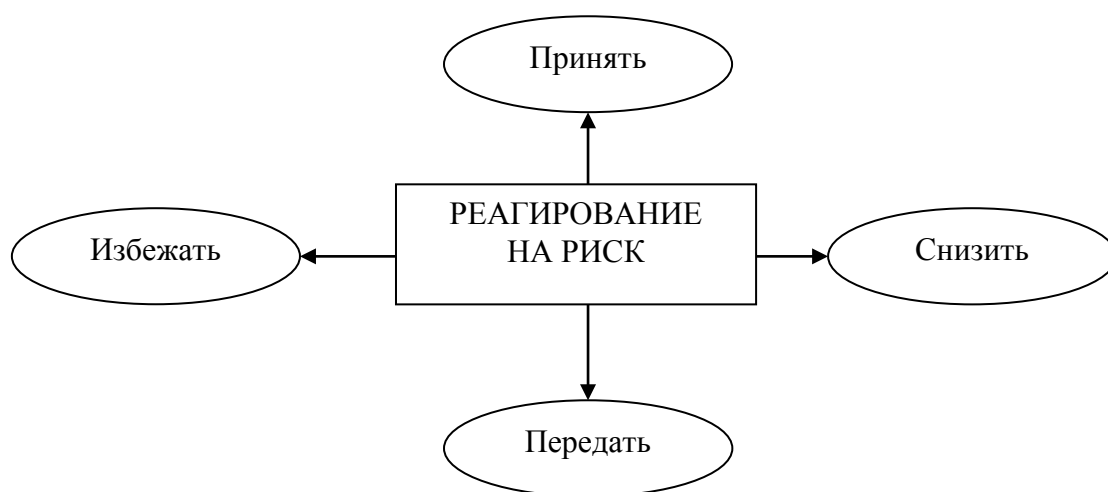 Принять
РЕАГИРОВАНИЕ
НА РИСК
Избежать
Снизить
Передать